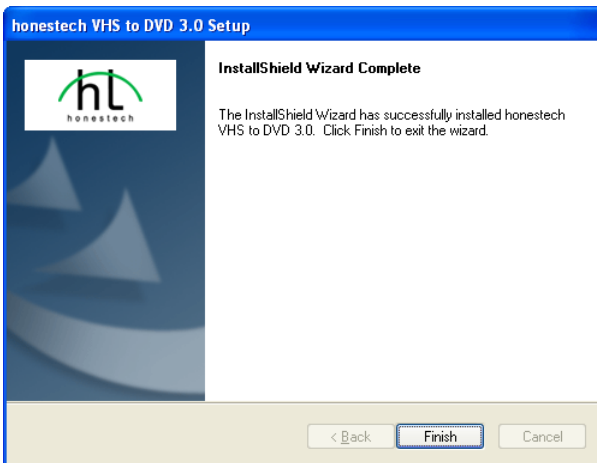 honestech VHS to DVD 3.0 Setup
hl
honestech
InstallShield Wizard Complete
The InstallShield Wizard has successfully installed honestech
VHS to DVD 3.0. Click Finish to exit the wizard.
< Back Finish Cancel